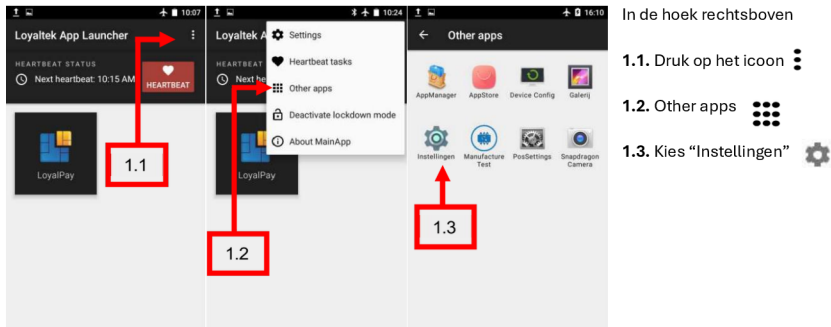 10:07
Loyaltek App Launcher
HEARTBEAT STATUS
Next heartbeat: 10:15 AM
HEARTBEAT
LoyalPay
1.1
10:24
Loyaltek A
HEARTBEAT
Next he
Settings
Heartbeat tasks
Other apps
Deactivate lockdown mode
About MainApp
LoyalPay
1.2
16:10
Other apps
AppManager
AppStore
Device Config
Galerij
Instellingen
Manufacture
Test
PosSettings
Snapdragon
Camera
1.3
In de hoek rechtsboven
1.1. Druk op het icoon
1.2. Other apps
1.3. Kies “Instellingen”